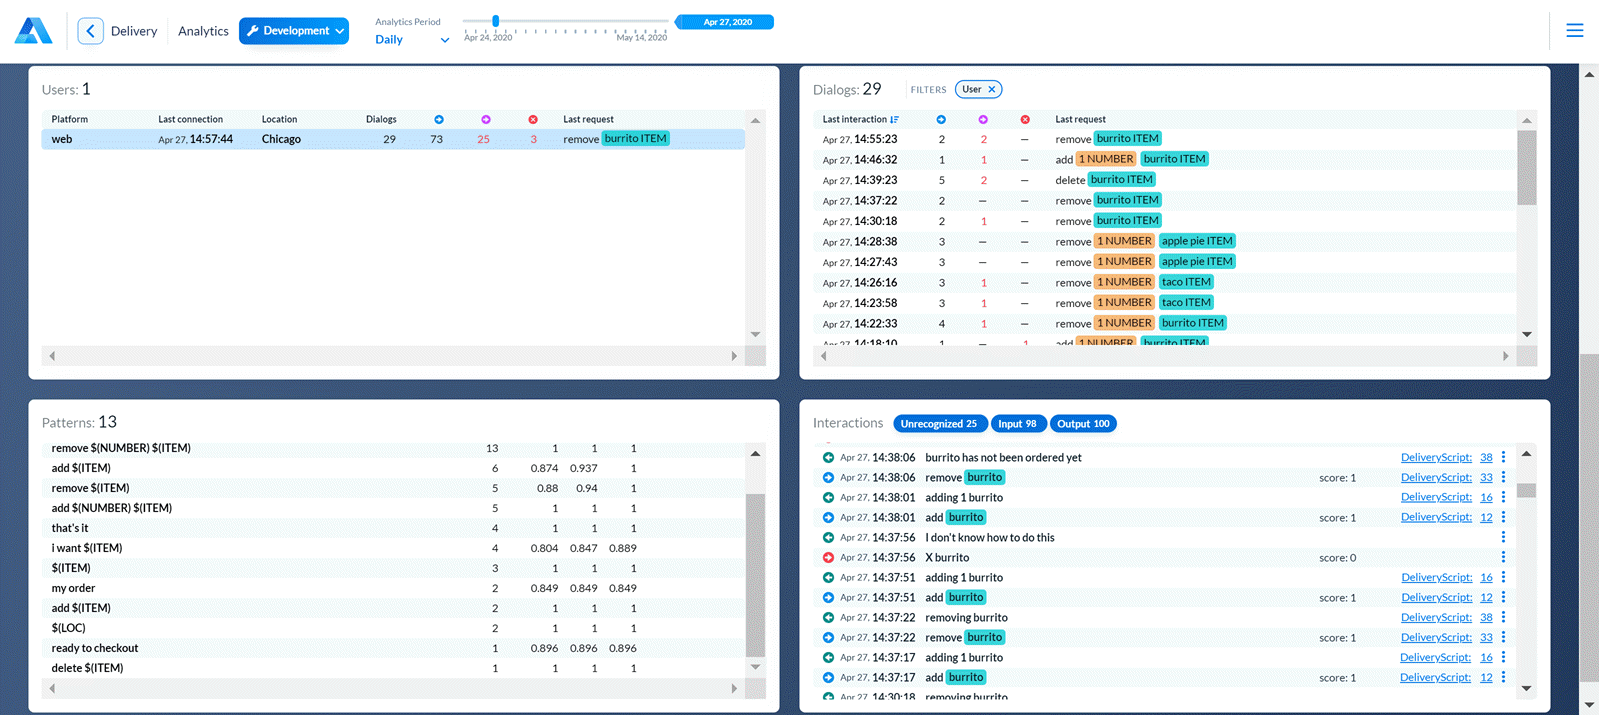 Delivery Analytics Development
Analytics Period
Daily
Apr 24, 2020 May 14, 2020
Apr 27, 2020
Users: 1
Platform Last connection Location Dialogs Last request
web Apr 27, 14:57:44 Chicago 29 73 25 3 remove burrito ITEM
Dialogs: 29 FILTERS User ×
Last interaction Last request
Apr 27, 14:55:23 2 2 – remove burrito ITEM
Apr 27, 14:46:32 1 1 – add 1 NUMBER burrito ITEM
Apr 27, 14:39:23 5 2 – delete burrito ITEM
Apr 27, 14:37:22 2 – – remove burrito ITEM
Apr 27, 14:30:18 2 1 – remove burrito ITEM
Apr 27, 14:28:38 3 – – remove 1 NUMBER apple pie ITEM
Apr 27, 14:27:43 3 – – remove 1 NUMBER apple pie ITEM
Apr 27, 14:26:16 3 1 – remove 1 NUMBER taco ITEM
Apr 27, 14:23:58 3 1 – remove 1 NUMBER taco ITEM
Apr 27, 14:22:33 4 1 – remove 1 NUMBER burrito ITEM
Apr 27, 14:18:10 1 – 1 add 1 NUMBER burrito ITEM
Patterns: 13
remove $(NUMBER) $(ITEM) 13 1 1 1
add $(ITEM) 6 0.874 0.937 1
remove $(ITEM) 5 0.88 0.94 1
add $(NUMBER) $(ITEM) 5 1 1 1
that's it 4 1 1 1
i want $(ITEM) 4 0.804 0.847 0.889
$(ITEM) 3 1 1 1
my order 2 0.849 0.849 0.849
add $(ITEM) 2 1 1 1
$(LOC) 2 1 1 1
ready to checkout 1 0.896 0.896 0.896
delete $(ITEM) 1 1 1 1
Interactions Unrecognized 25 Input 98 Output 100
Apr 27, 14:38:06 burrito has not been ordered yet DeliveryScript: 38
Apr 27, 14:38:06 remove burrito score: 1 DeliveryScript: 33
Apr 27, 14:38:01 adding 1 burrito DeliveryScript: 16
Apr 27, 14:38:01 add burrito score: 1 DeliveryScript: 12
Apr 27, 14:37:56 I don't know how to do this
Apr 27, 14:37:56 X burrito score: 0
Apr 27, 14:37:51 adding 1 burrito DeliveryScript: 16
Apr 27, 14:37:51 add burrito score: 1 DeliveryScript: 12
Apr 27, 14:37:22 removing burrito DeliveryScript: 38
Apr 27, 14:37:22 remove burrito score: 1 DeliveryScript: 33
Apr 27, 14:37:17 adding 1 burrito DeliveryScript: 16
Apr 27, 14:37:17 add burrito score: 1 DeliveryScript: 12
Apr 27, 14:30:18 removing burrito